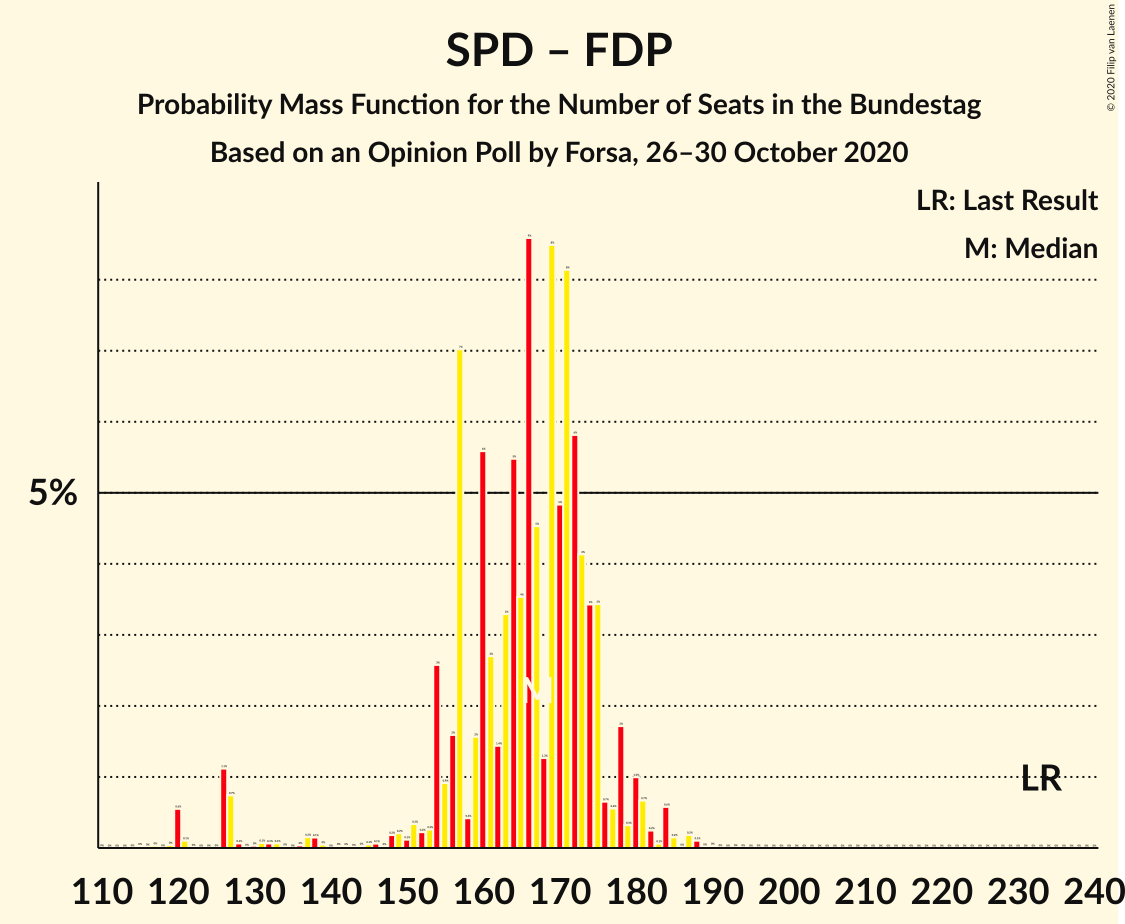 SPD – FDP
Probability Mass Function for the Number of Seats in the Bundestag
Based on an Opinion Poll by Forsa, 26–30 October 2020
© 2020 Filip van Laenen
LR: Last Result
M: Median
5%
M
LR
110 120 130 140 150 160 170 180 190 200 210 220 230 240